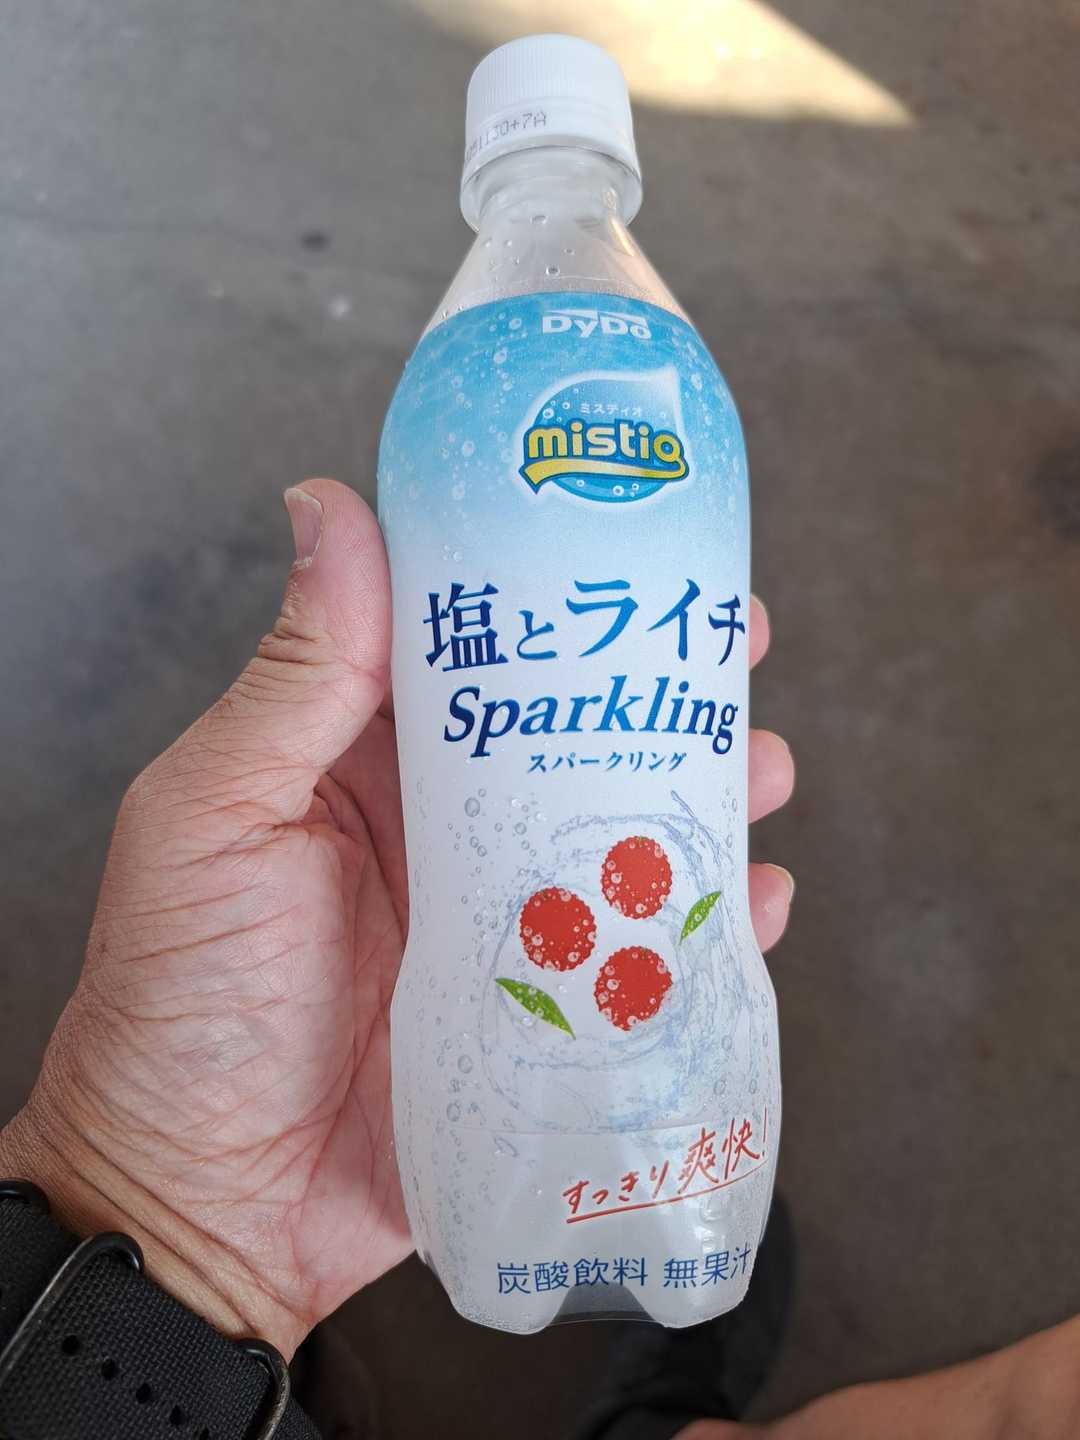 DyDo
ミスティオ
mistio
塩とライチ
Sparkling
スパークリング
すっきり爽快!
炭酸飲料 無果汁